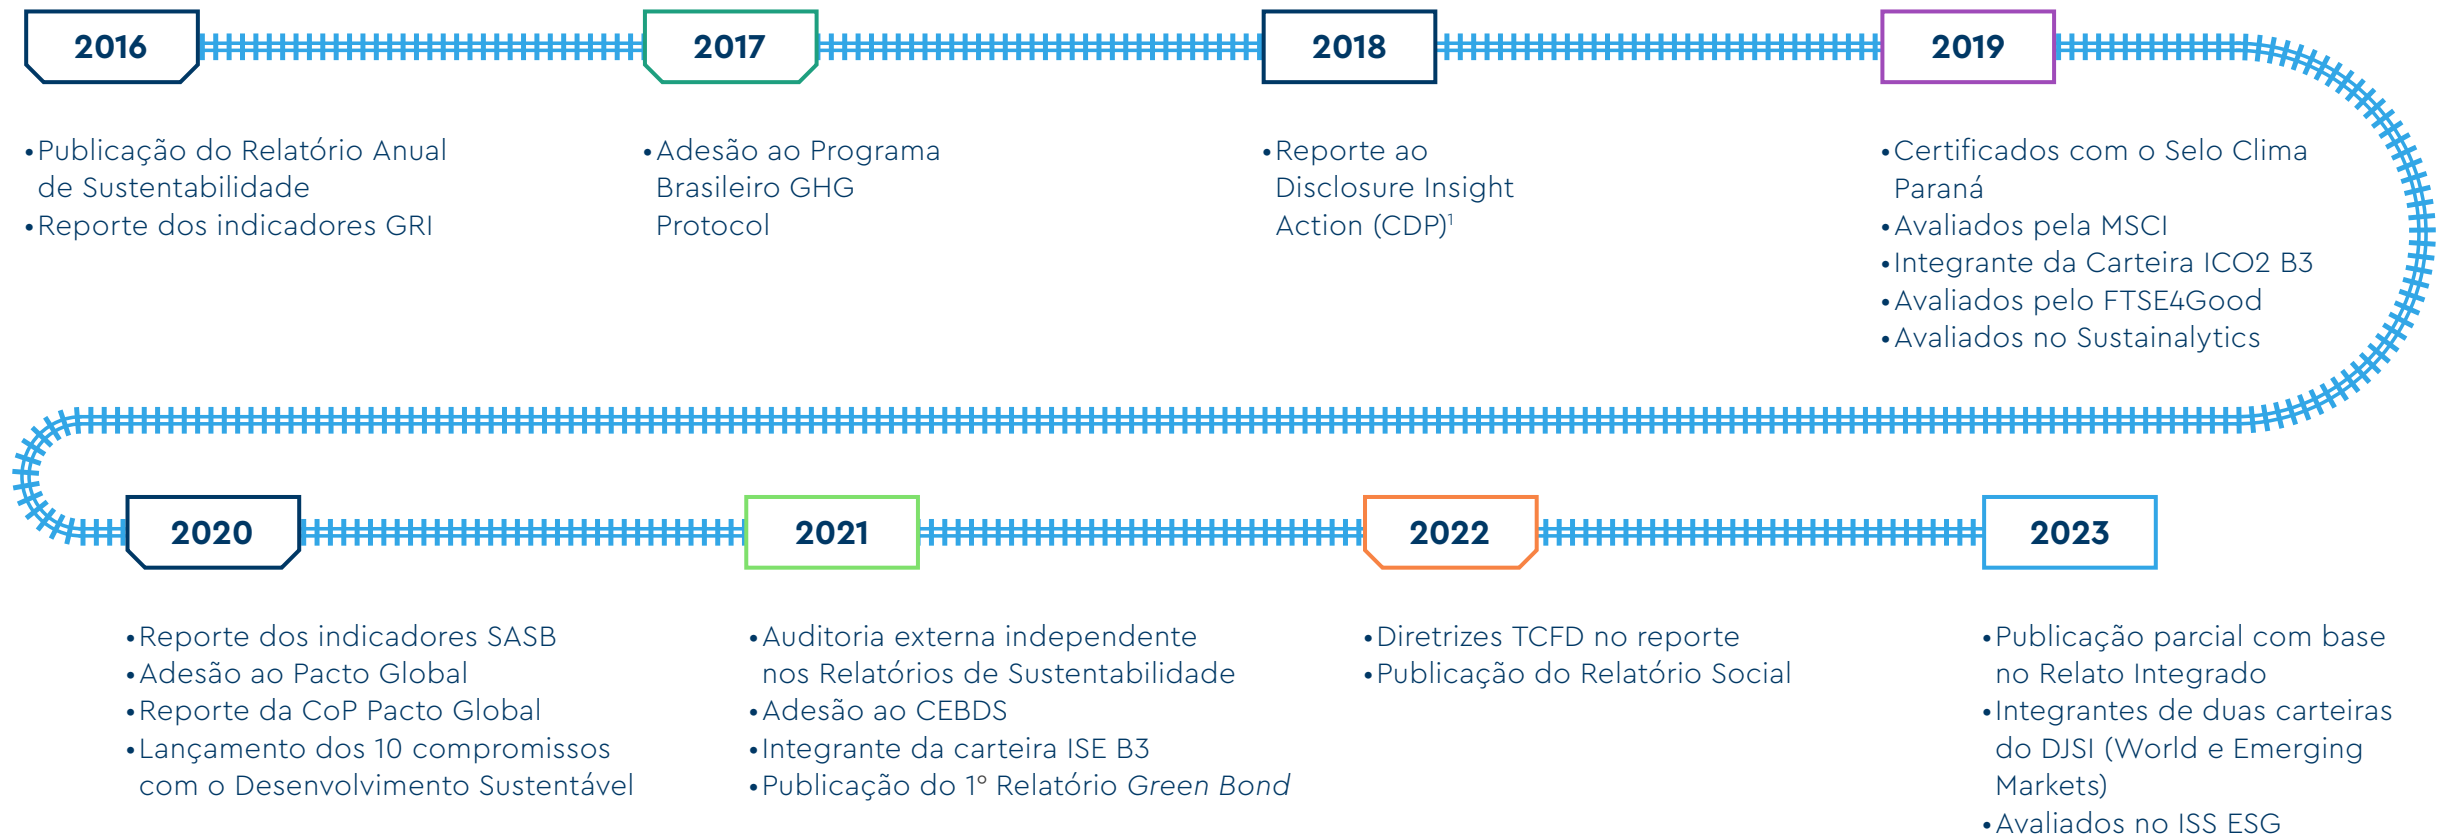 2016
2017
2018
2019
•Publicação do Relatório Anual
de Sustentabilidade
•Reporte dos indicadores GRI
•Adesão ao Programa
Brasileiro GHG
Protocol
•Reporte ao
Disclosure Insight
Action (CDP)¹
•Certificados com o Selo Clima
Paraná
•Avaliados pela MSCI
•Integrante da Carteira ICO2 B3
•Avaliados pelo FTSE4Good
•Avaliados no Sustainalytics
2020
2021
2022
2023
•Reporte dos indicadores SASB
•Adesão ao Pacto Global
•Reporte da CoP Pacto Global
•Lançamento dos 10 compromissos
com o Desenvolvimento Sustentável
•Auditoria externa independente
nos Relatórios de Sustentabilidade
•Adesão ao CEBDS
•Integrante da carteira ISE B3
•Publicação do 1° Relatório Green Bond
•Diretrizes TCFD no reporte
•Publicação do Relatório Social
•Publicação parcial com base
no Relato Integrado
•Integrantes de duas carteiras
do DJSI (World e Emerging
Markets)
•Avaliados no ISS ESG